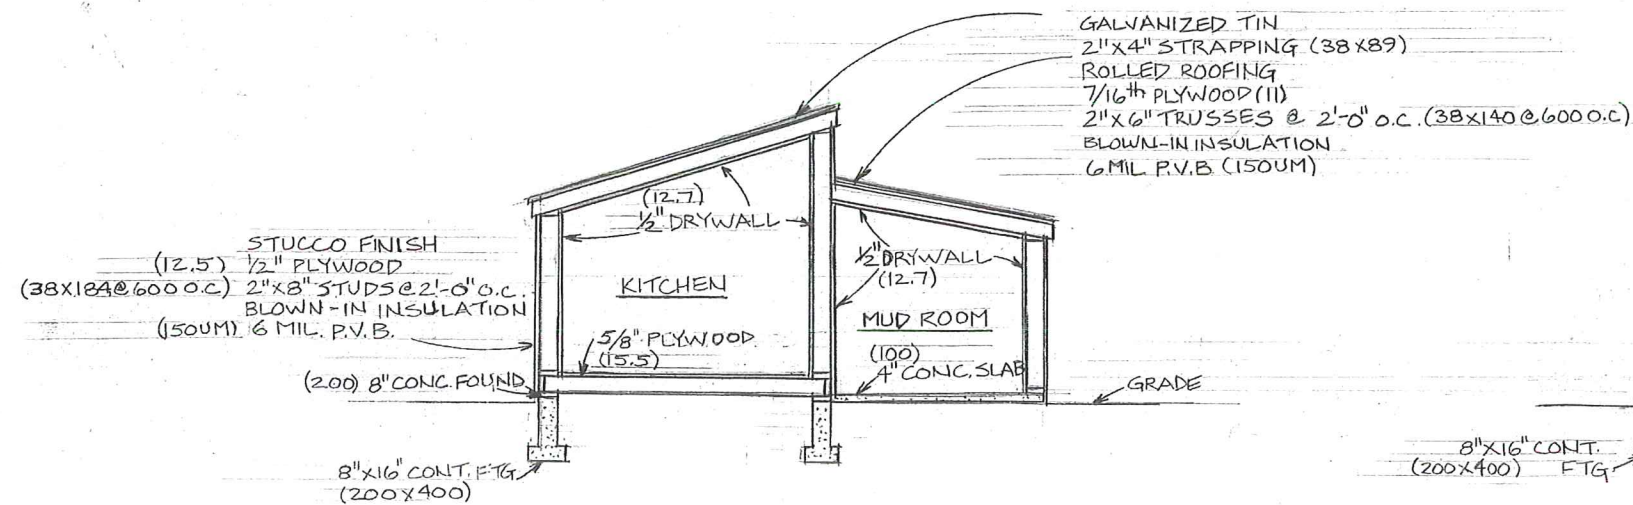 GALVANIZED TIN
2"X4" STRAPPING (38X89)
ROLLED ROOFING
7/16th PLYWOOD (11)
2"X6" TRUSSES @ 2'-0" O.C. (38X140 @ 600 O.C)
BLOWN-IN INSULATION
6 MIL P.V.B (150UM)
(12.7)
1/2" DRYWALL
STUCCO FINISH
(12.5) 1/2" PLYWOOD
(38X184@600 O.C) 2"X8" STUDS @ 2'-0" O.C.
BLOWN-IN INSULATION
(150UM) 6 MIL. P.V.B.
KITCHEN
1/2" DRYWALL
(12.7)
MUD ROOM
5/8" PLYWOOD
(15.5)
(100)
4" CONC. SLAB
(200) 8" CONC. FOUND
GRADE
8"X16" CONT. FTG
(200X400)
8"X16" CONT.
(200X400) FTG